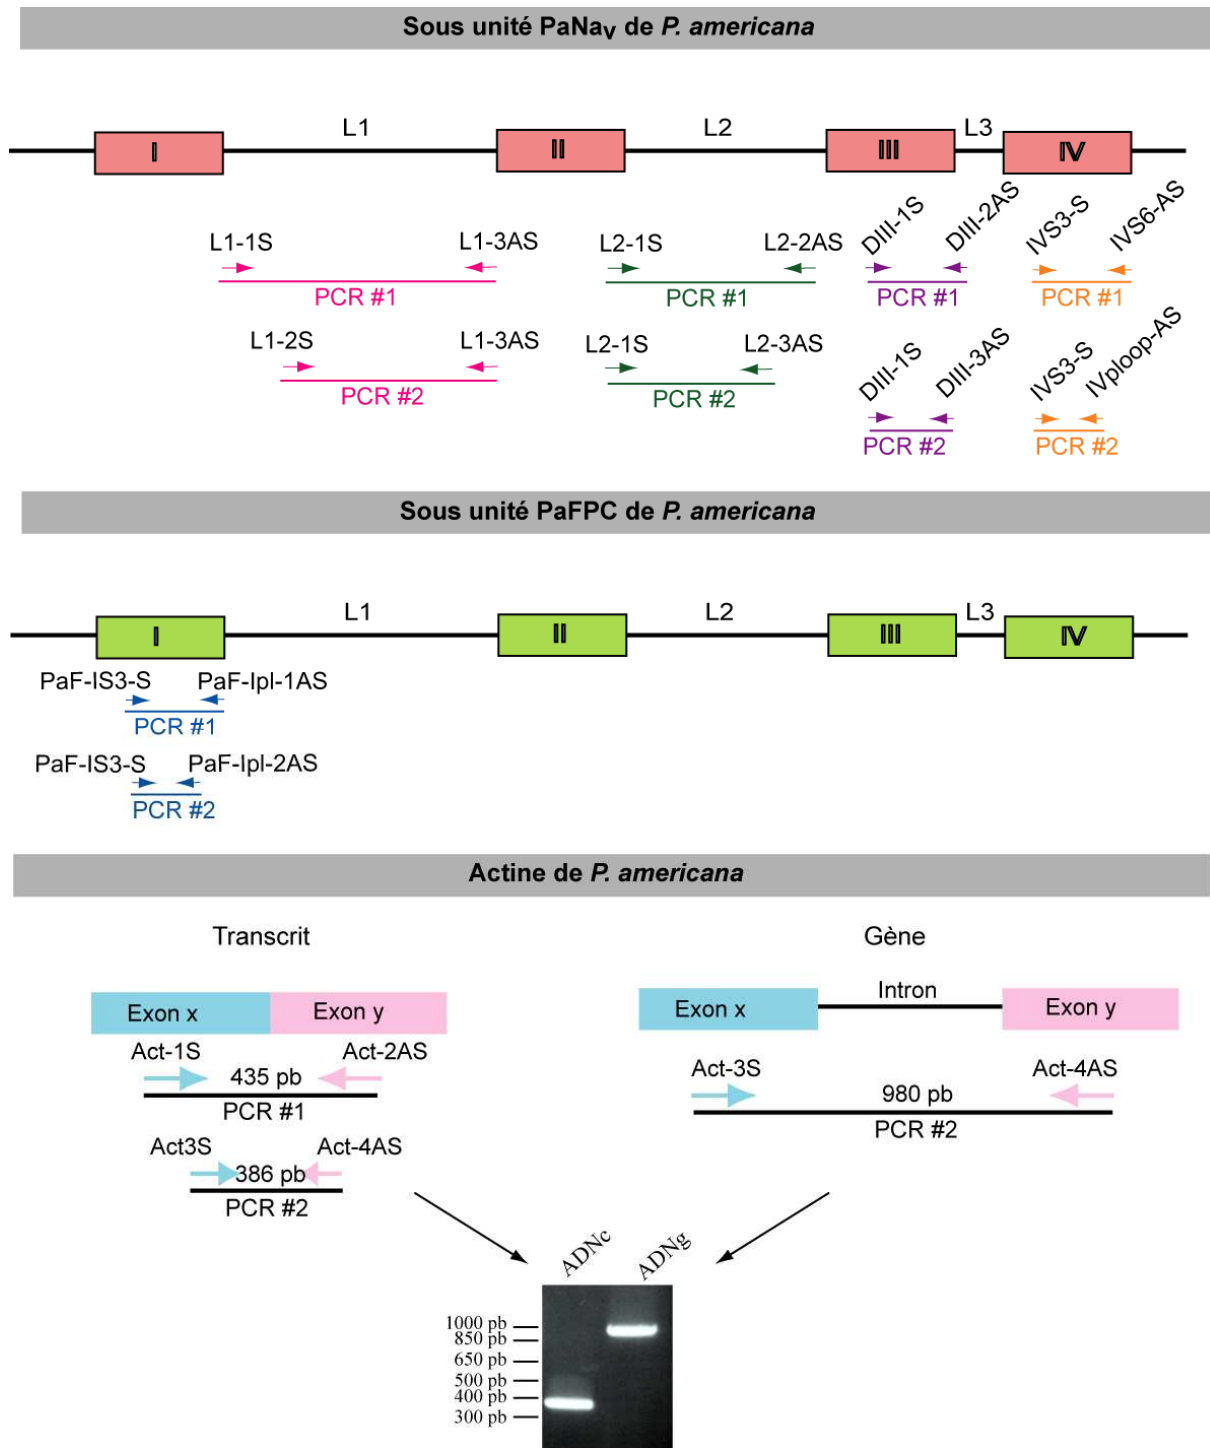 Sous unité PaNav de P. americana
L1 L2 L3
I II III IV
DIII-1S DIII-2AS IVS3-S IVS6-AS
L1-1S L1-3AS L2-1S L2-2AS
PCR #1 PCR #1 PCR #1 PCR #1
L1-2S L1-3AS L2-1S L2-3AS DIII-1S DIII-3AS IVS3-S IVploop-AS
PCR #2 PCR #2 PCR #2 PCR #2
Sous unité PaFPC de P. americana
L1 L2 L3
I II III IV
PaF-IS3-S PaF-Ipl-1AS
PCR #1
PaF-IS3-S PaF-Ipl-2AS
PCR #2
Actine de P. americana
Transcrit Gène
Exon x Exon y Exon x Intron Exon y
Act-1S Act-2AS
435 pb
PCR #1
Act-3S Act-4AS
980 pb
PCR #2
Act3S Act-4AS
386 pb
PCR #2
ADNc ADNg
1000 pb
850 pb
650 pb
500 pb
400 pb
300 pb